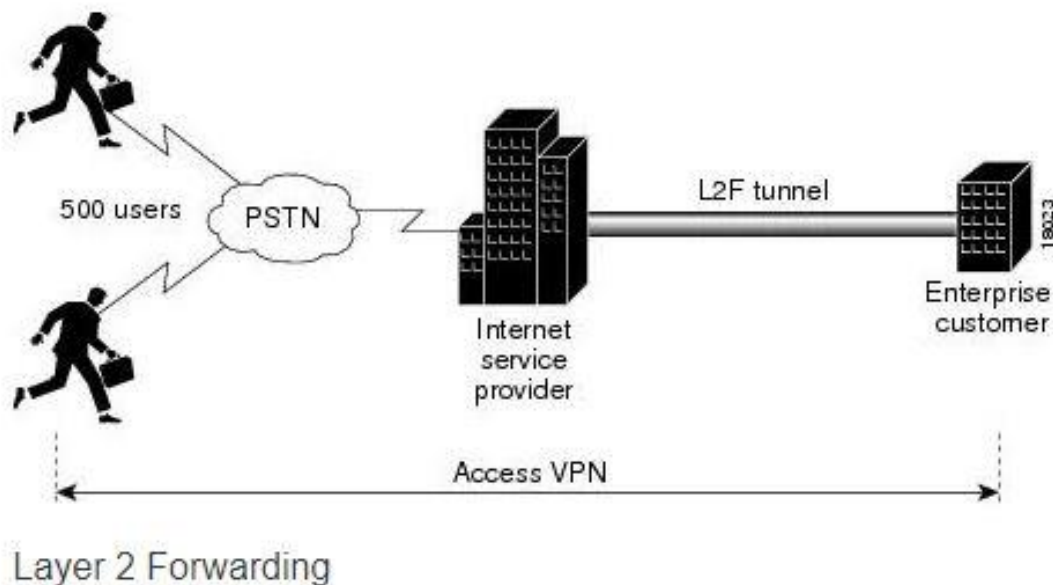 500 users
PSTN
L2F tunnel
18023
Internet
service
provider
Enterprise
customer
Access VPN
Layer 2 Forwarding